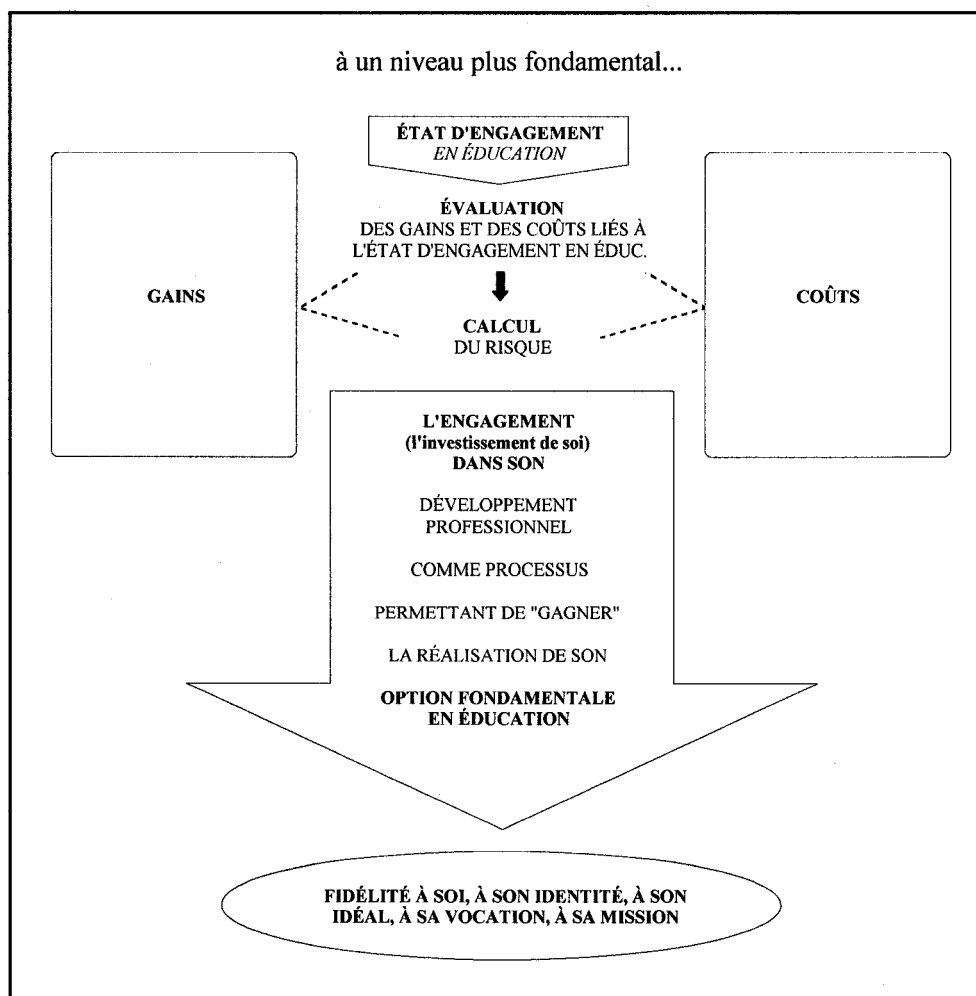 à un niveau plus fondamental...
ÉTAT D'ENGAGEMENT
EN ÉDUCATION
ÉVALUATION
DES GAINS ET DES COÛTS LIÉS À
L'ÉTAT D'ENGAGEMENT EN ÉDUC.
GAINS
COÛTS
CALCUL
DU RISQUE
L'ENGAGEMENT
(l'investissement de soi)
DANS SON
DÉVELOPPEMENT
PROFESSIONNEL
COMME PROCESSUS
PERMETTANT DE "GAGNER"
LA RÉALISATION DE SON
OPTION FONDAMENTALE
EN ÉDUCATION
FIDÉLITÉ À SOI, À SON IDENTITÉ, À SON
IDÉAL, À SA VOCATION, À SA MISSION